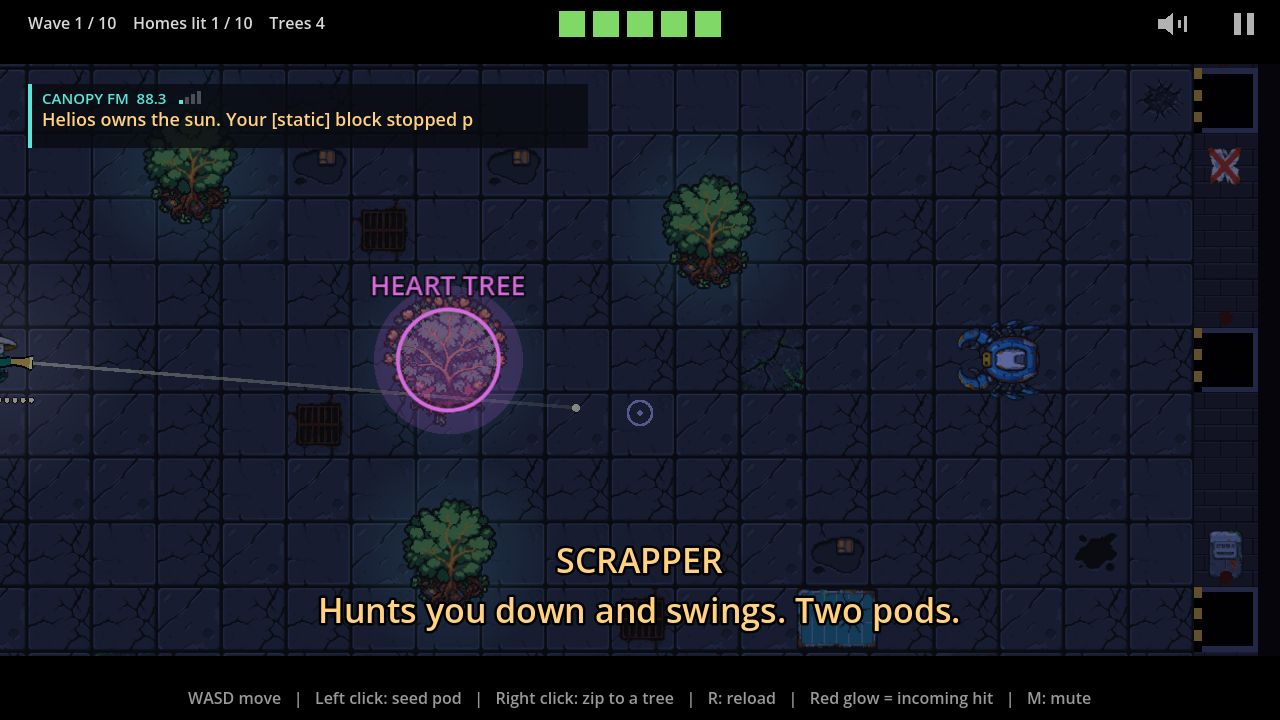 Wave 1 / 10 Homes lit 1 / 10 Trees 4
CANOPY FM 88.3
Helios owns the sun. Your [static] block stopped p
HEART TREE
SCRAPPER
Hunts you down and swings. Two pods.
WASD move | Left click: seed pod | Right click: zip to a tree | R: reload | Red glow = incoming hit | M: mute